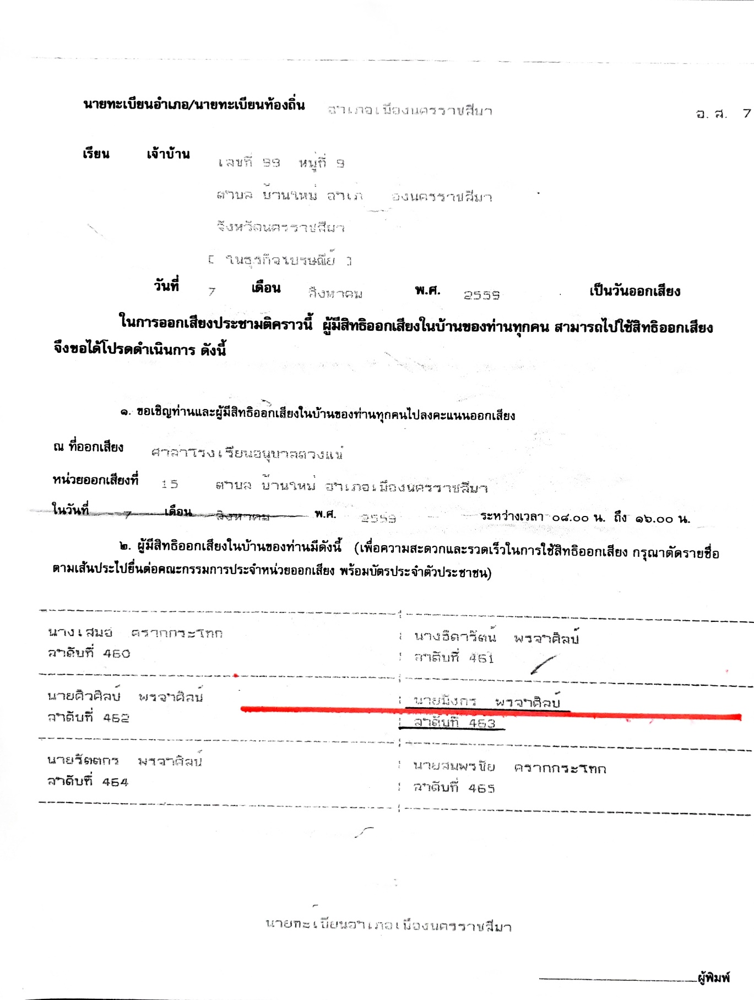 นายทะเบียนอำเภอ/นายทะเบียนท้องถิ่น อำเภอเมืองนครราชสีมา
อ.ส. 7
เรียน เจ้าบ้าน เลขที่ 99 หมู่ที่ 9
ตำบล บ้านใหม่ อำเภ องนครราชสีมา
จังหวัดนครราชสีมา
[ ในธุรกิจไปรษณีย์ ]
วันที่ 7 เดือน สิงหาคม พ.ศ. 2559 เป็นวันออกเสียง
ในการออกเสียงประชามติคราวนี้ ผู้มีสิทธิออกเสียงในบ้านของท่านทุกคน สามารถไปใช้สิทธิออกเสียง
จึงขอได้โปรดดำเนินการ ดังนี้
๑. ขอเชิญท่านและผู้มีสิทธิออกเสียงในบ้านของท่านทุกคนไปลงคะแนนออกเสียง
ณ ที่ออกเสียง ศาลาโรงเรียนอนุบาล
หน่วยออกเสียงที่ 15 ตำบล บ้านใหม่ อำเภอเมืองนครราชสีมา
ในวันที่ 7 เดือน สิงหาคม พ.ศ. 2559 ระหว่างเวลา ๐๘.๐๐ น. ถึง ๑๖.๐๐ น.
๒. ผู้มีสิทธิออกเสียงในบ้านของท่านมีดังนี้ (เพื่อความสะดวกและรวดเร็วในการใช้สิทธิออกเสียง กรุณาตัดรายชื่อ
ตามเส้นประไปยื่นต่อคณะกรรมการประจำหน่วยออกเสียง พร้อมบัตรประจำตัวประชาชน)
นางเสมอ ครากกระโทก
ลำดับที่ 460
นางธิดารัตน์ พรจำศิลป์
ลำดับที่ 461
นายศิวศิลป์ พรจำศิลป์
ลำดับที่ 462
นายมังกร พรจำศิลป์
ลำดับที่ 463
นายรัตตกร พรจำศิลป์
ลำดับที่ 464
นายสมพรชัย ครากกระโทก
ลำดับที่ 465
นายทะเบียนอำเภอเมืองนครราชสีมา
ผู้พิมพ์